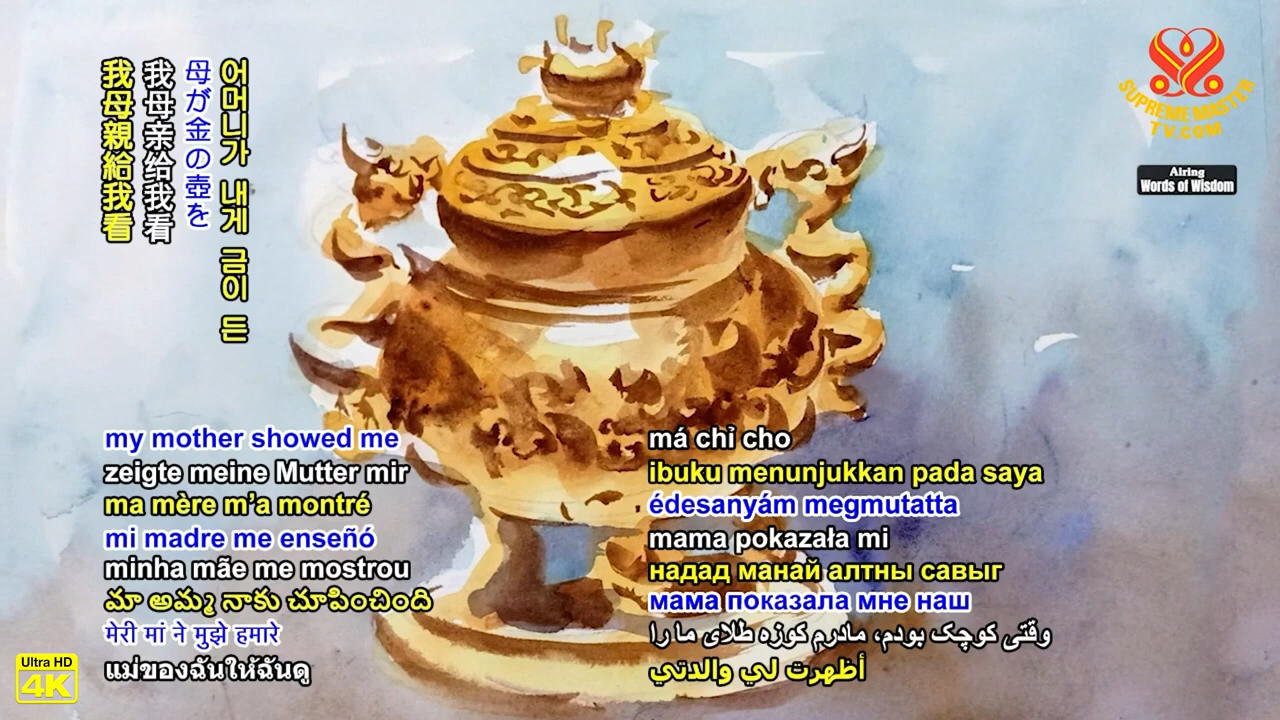 我母親給我看
我母亲给我看
母が金の壺を
어머니가 내게 금이 든
SUPREME MASTER
TV.COM
Airing
Words of Wisdom
my mother showed me
zeigte meine Mutter mir
ma mère m’a montré
mi madre me enseñó
minha mãe me mostrou
మా అమ్మ నాకు చూపించింది
मेरी मां ने मुझे हमारे
แม่ของฉันให้ฉันดู
má chỉ cho
ibuku menunjukkan pada saya
édesanyám megmutatta
mama pokazała mi
надад манай алтны савыг
мама показала мне наш
وقتی کوچک بودم، مادرم کوزه طلای ما را
أظهرت لي والدتي
Ultra HD
4K